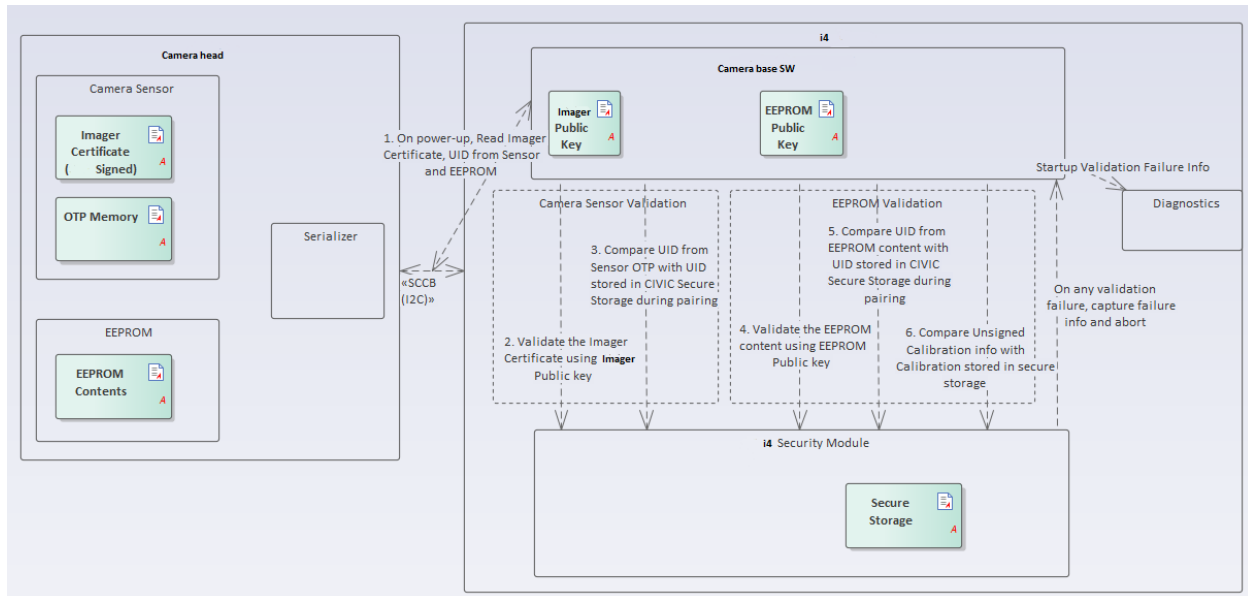 i4
Camera head
Camera Sensor
Imager
Certificate
( Signed)
A
OTP Memory
A
Serializer
EEPROM
EEPROM
Contents
A
1. On power-up, Read Imager
Certificate, UID from Sensor
and EEPROM
«SCCB
(I2C)»
Camera base SW
Imager
Public
Key
A
EEPROM
Public
Key
A
Startup Validation Failure Info
Diagnostics
Camera Sensor Validation
3. Compare UID from
Sensor OTP with UID
stored in CIVIC Secure
Storage during pairing
2. Validate the Imager
Certificate using Imager
Public key
EEPROM Validation
5. Compare UID from
EEPROM content with
UID stored in CIVIC
Secure Storage during
pairing
4. Validate the EEPROM
content using EEPROM
Public key
6. Compare Unsigned
Calibration info with
Calibration stored in secure
storage
On any validation
failure, capture failure
info and abort
i4 Security Module
Secure
Storage
A